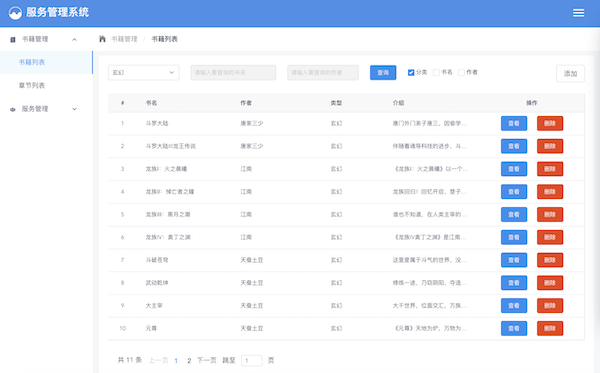 服务管理系统
书籍管理
书籍列表
章节列表
服务管理
书籍管理 / 书籍列表
玄幻 请输入要查询的书名 请输入要查询的作者 查询 分类 书名 作者 添加
# 书名 作者 类型 介绍 操作
1 斗罗大陆 唐家三少 玄幻 唐门外门弟子唐三，因偷学... 查看 删除
2 斗罗大陆III龙王传说 唐家三少 玄幻 伴随着魂导科技的进步，斗... 查看 删除
3 龙族I：火之晨曦 江南 玄幻 《龙族I：火之晨曦》以一个... 查看 删除
4 龙族II：悼亡者之瞳 江南 玄幻 龙族回归！回忆开启，楚子... 查看 删除
5 龙族III：黑月之潮 江南 玄幻 谁也不知道，在人类主宰的... 查看 删除
6 龙族IV：奥丁之渊 江南 玄幻 《龙族IV奥丁之渊》是江南... 查看 删除
7 斗破苍穹 天蚕土豆 玄幻 这里是属于斗气的世界，没... 查看 删除
8 武动乾坤 天蚕土豆 玄幻 修炼一途，乃窃阴阳，夺造... 查看 删除
9 大主宰 天蚕土豆 玄幻 大千世界，位面交汇，万族... 查看 删除
10 元尊 天蚕土豆 玄幻 《元尊》天地为炉，万物为... 查看 删除
共 11 条 上一页 1 2 下一页 跳至 1 页